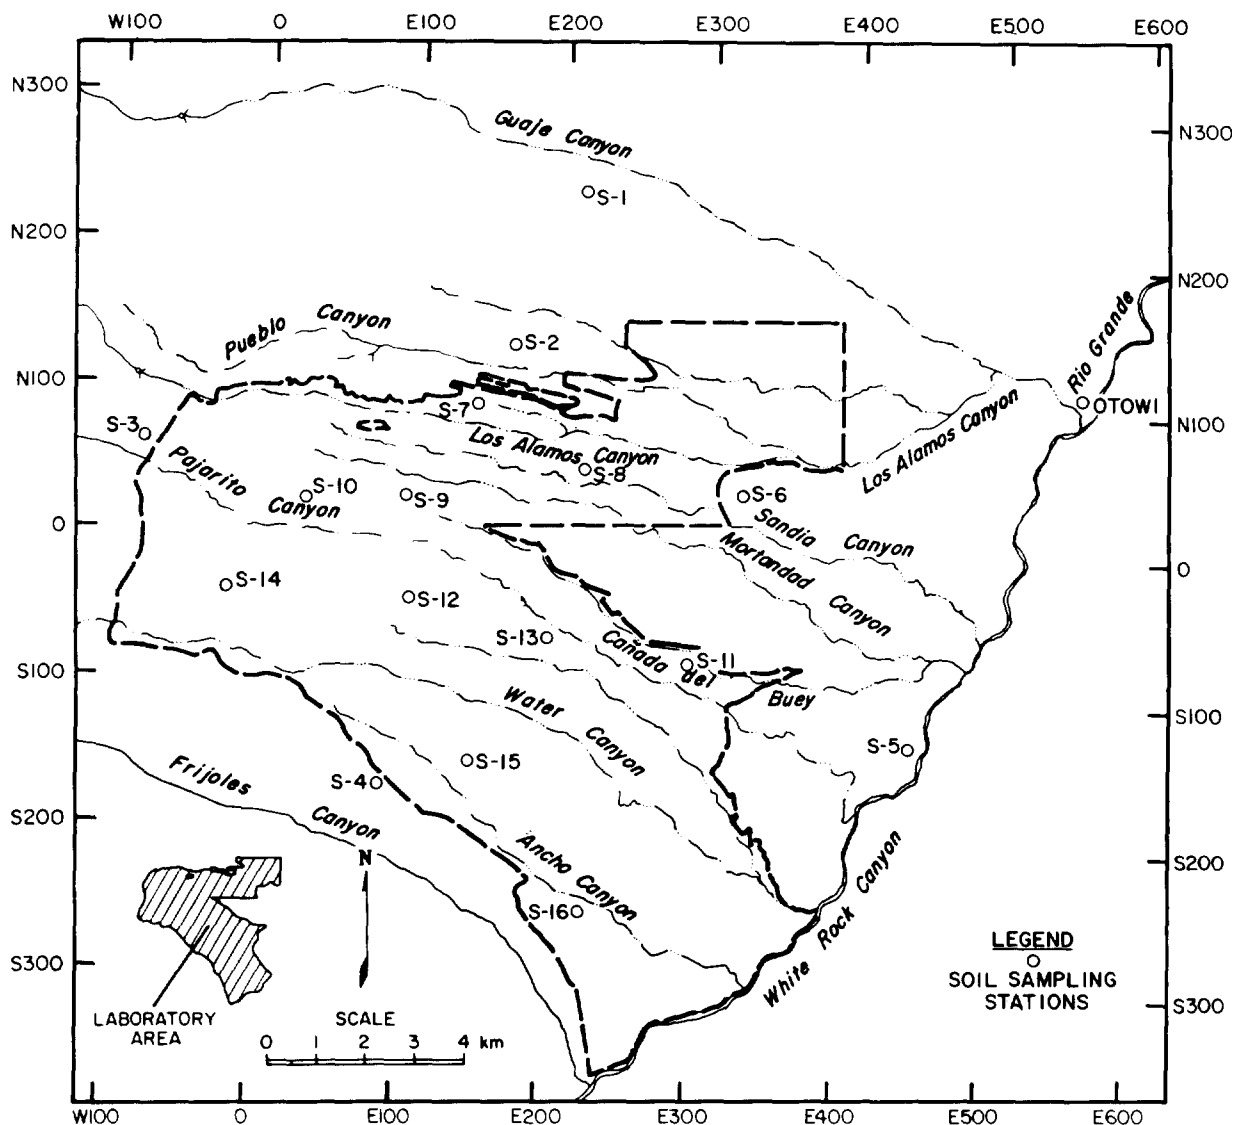 W100 0 E100 E200 E300 E400 E500 E600
N300
Guaje Canyon
N300
S-1
N200
N200
Rio Grande
Pueblo Canyon
S-2
N100
S-7
OTOWI
S-3
N100
Los Alamos Canyon
Los Alamos Canyon
Pajarito Canyon
S-8
S-10
S-9
S-6
0
Sandia Canyon
Mortandad Canyon
0
S-14
S-12
S-13
Cañada del Buey
S-11
S100
Water Canyon
S100
S-5
S-15
S-4
Frijoles Canyon
S200
Ancho Canyon
N
S200
White Rock Canyon
S-16
S300
LEGEND
SOIL SAMPLING
STATIONS
S300
LABORATORY
AREA
SCALE
0 1 2 3 4 km
W100 0 E100 E200 E300 E400 E500 E600